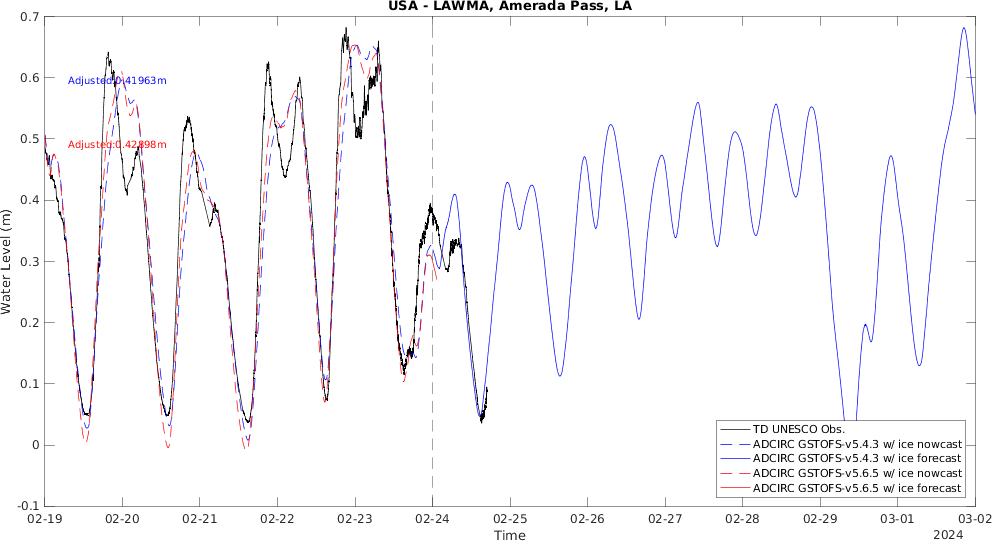 USA - LAWMA, Amerada Pass, LA
0.7
0.6
0.5
0.4
0.3
0.2
0.1
0
-0.1
Water Level (m)
Adjusted:0.41963m
Adjusted:0.42898m
TD UNESCO Obs.
ADCIRC GSTOFS-v5.4.3 w/ ice nowcast
ADCIRC GSTOFS-v5.4.3 w/ ice forecast
ADCIRC GSTOFS-v5.6.5 w/ ice nowcast
ADCIRC GSTOFS-v5.6.5 w/ ice forecast
02-19 02-20 02-21 02-22 02-23 02-24 02-25 02-26 02-27 02-28 02-29 03-01 03-02
Time
2024